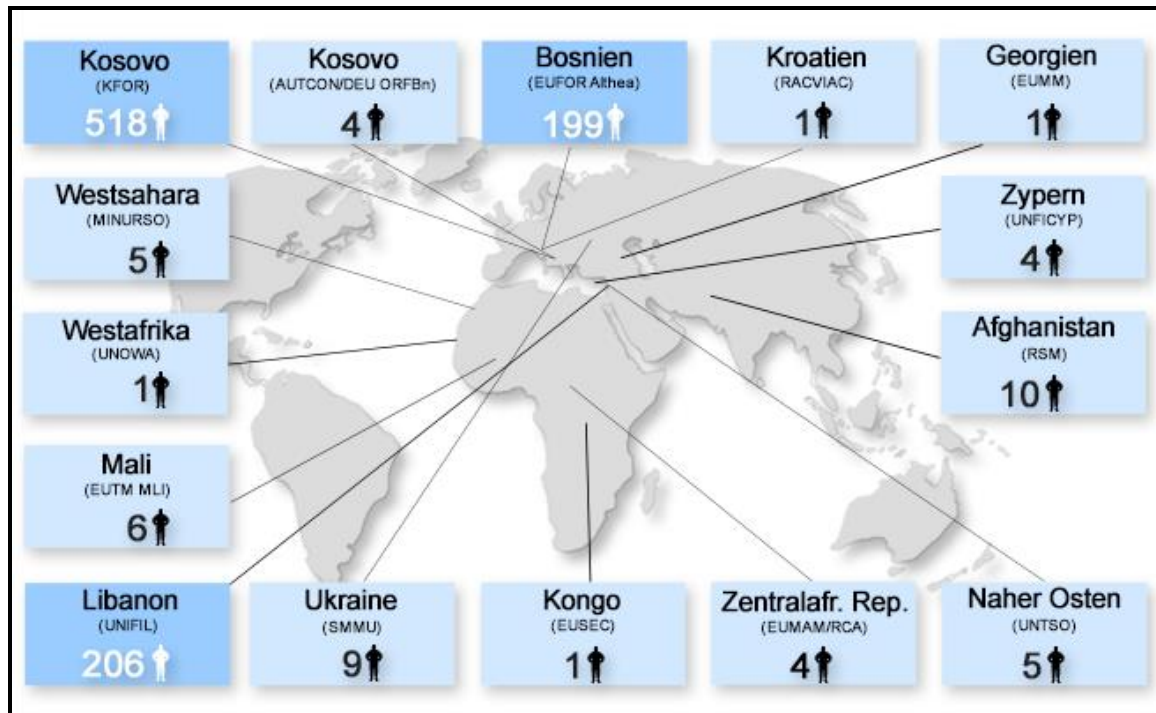 Kosovo
(KFOR)
518
Kosovo
(AUTCON/DEU ORFBn)
4
Bosnien
(EUFOR Althea)
199
Kroatien
(RACVIAC)
1
Georgien
(EUMM)
1
Westsahara
(MINURSO)
5
Zypern
(UNFICYP)
4
Westafrika
(UNOWA)
1
Afghanistan
(RSM)
10
Mali
(EUTM MLI)
6
Libanon
(UNIFIL)
206
Ukraine
(SMMU)
9
Kongo
(EUSEC)
1
Zentralafr. Rep.
(EUMAM/RCA)
4
Naher Osten
(UNTSO)
5